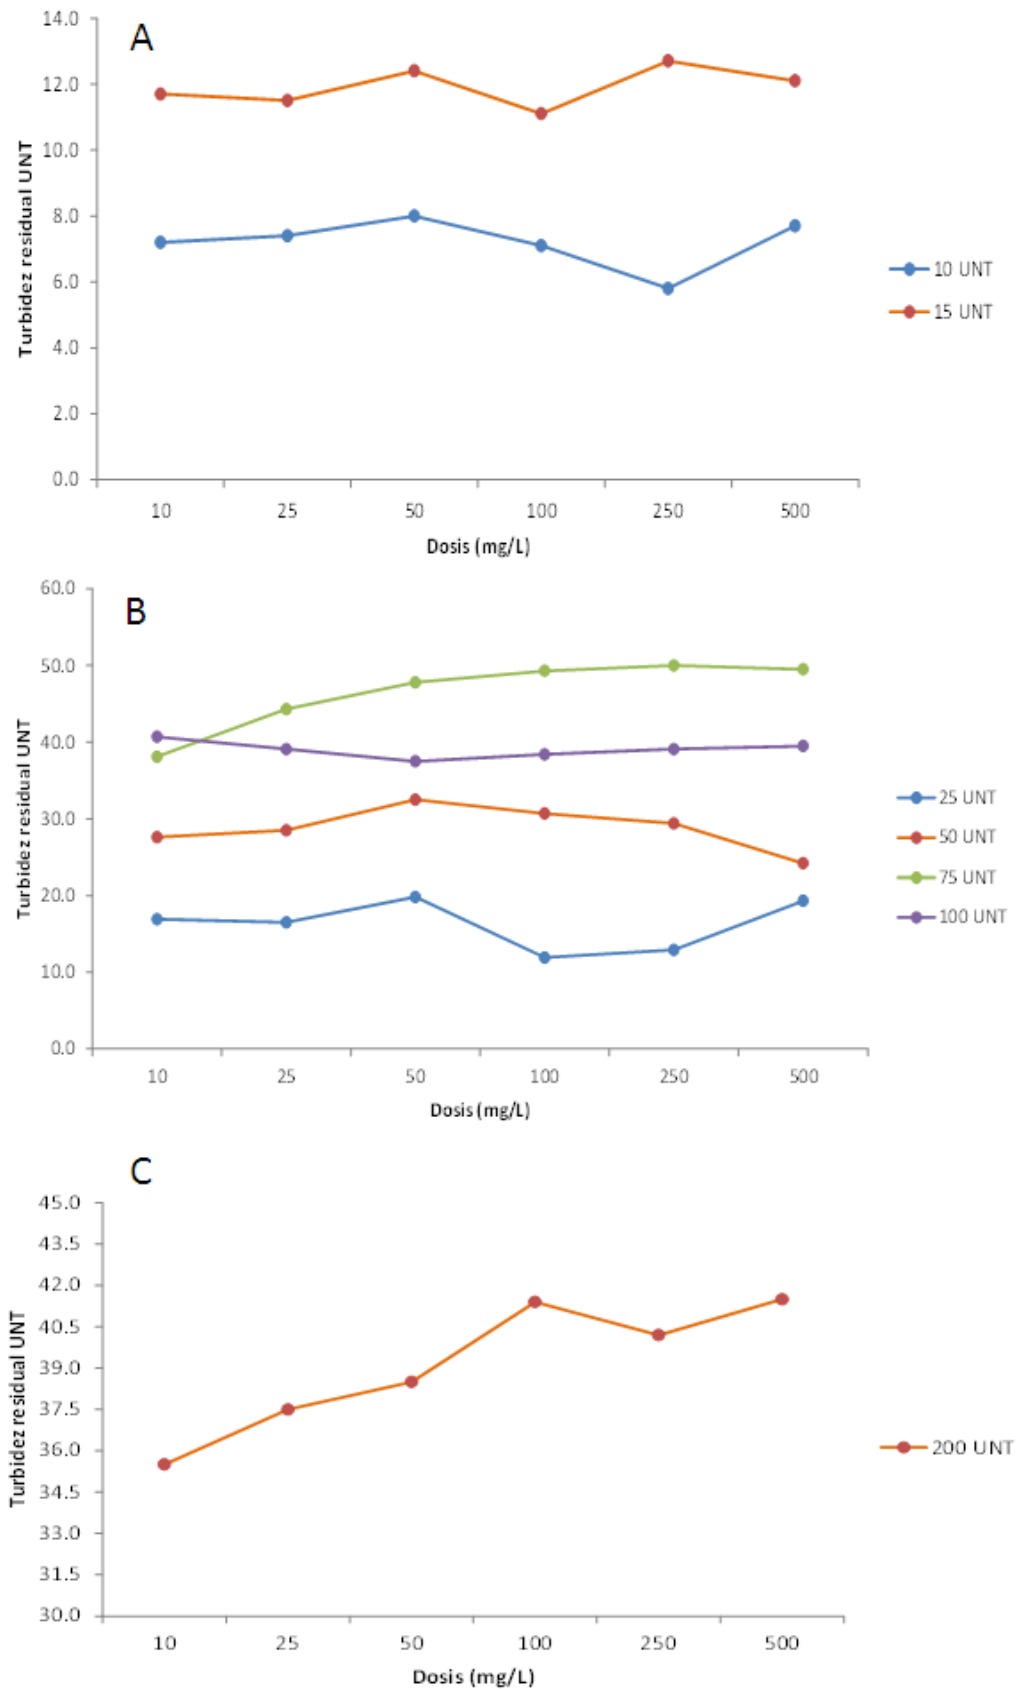 A
14.0
12.0
10.0
8.0
6.0
4.0
2.0
0.0
Turbidez residual UNT
10 25 50 100 250 500
Dosis (mg/L)
10 UNT
15 UNT
B
60.0
50.0
40.0
30.0
20.0
10.0
0.0
Turbidez residual UNT
10 25 50 100 250 500
Dosis (mg/L)
25 UNT
50 UNT
75 UNT
100 UNT
C
45.0
43.5
42.0
40.5
39.0
37.5
36.0
34.5
33.0
31.5
30.0
Turbidez residual UNT
10 25 50 100 250 500
Dosis (mg/L)
200 UNT